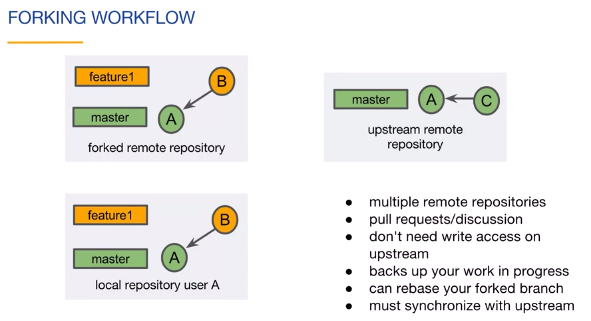 FORKING WORKFLOW
feature1
B
master
A
forked remote repository
master
A
C
upstream remote
repository
feature1
B
master
A
local repository user A
● multiple remote repositories
● pull requests/discussion
● don't need write access on
upstream
● backs up your work in progress
● can rebase your forked branch
● must synchronize with upstream